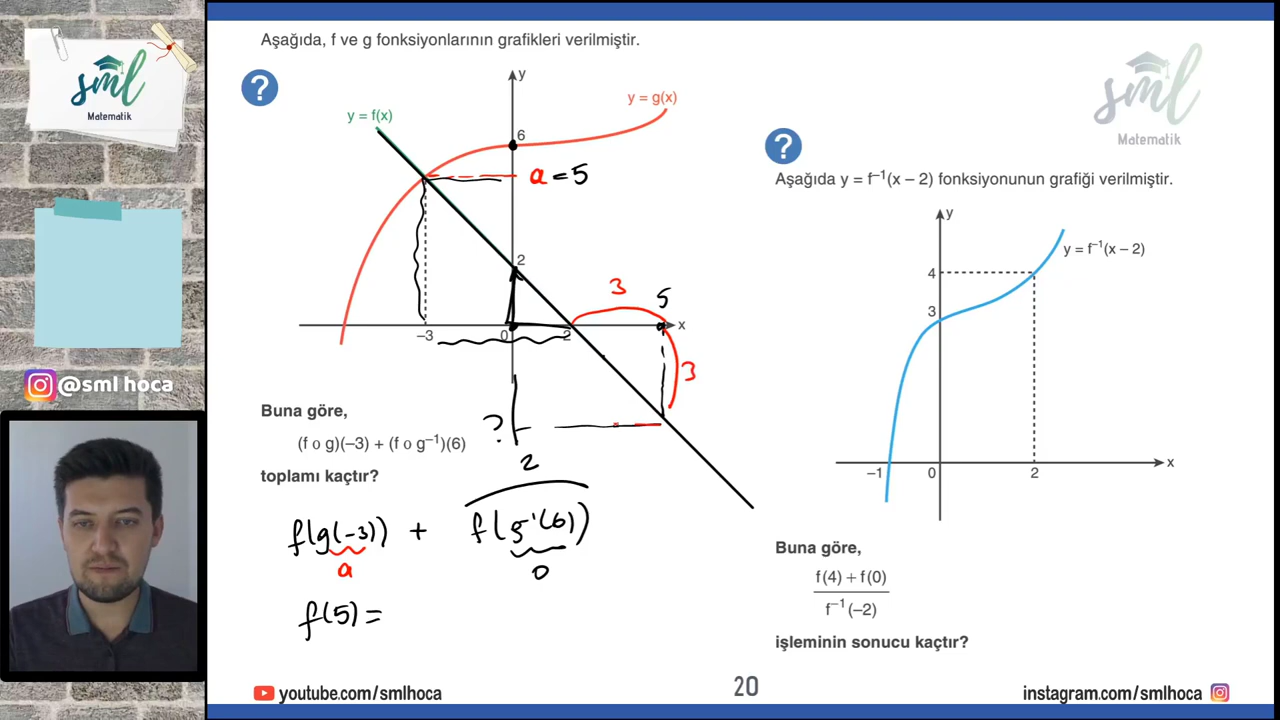 sml
Matematik
@sml hoca
Aşağıda, f ve g fonksiyonlarının grafikleri verilmiştir.
?
y
y = g(x)
y = f(x)
6
a = 5
2
3
5
x
–3
0
2
3
?
Buna göre,
(f o g)(–3) + (f o g⁻¹)(6)
toplamı kaçtır?
2
f(g(-3)) + f(g⁻¹(6))
a
0
f(5) =
youtube.com/smlhoca
20
sml
Matematik
?
Aşağıda y = f⁻¹(x – 2) fonksiyonunun grafiği verilmiştir.
y
y = f⁻¹(x – 2)
4
3
–1
0
2
x
Buna göre,
f(4) + f(0)
f⁻¹(–2)
işleminin sonucu kaçtır?
instagram.com/smlhoca